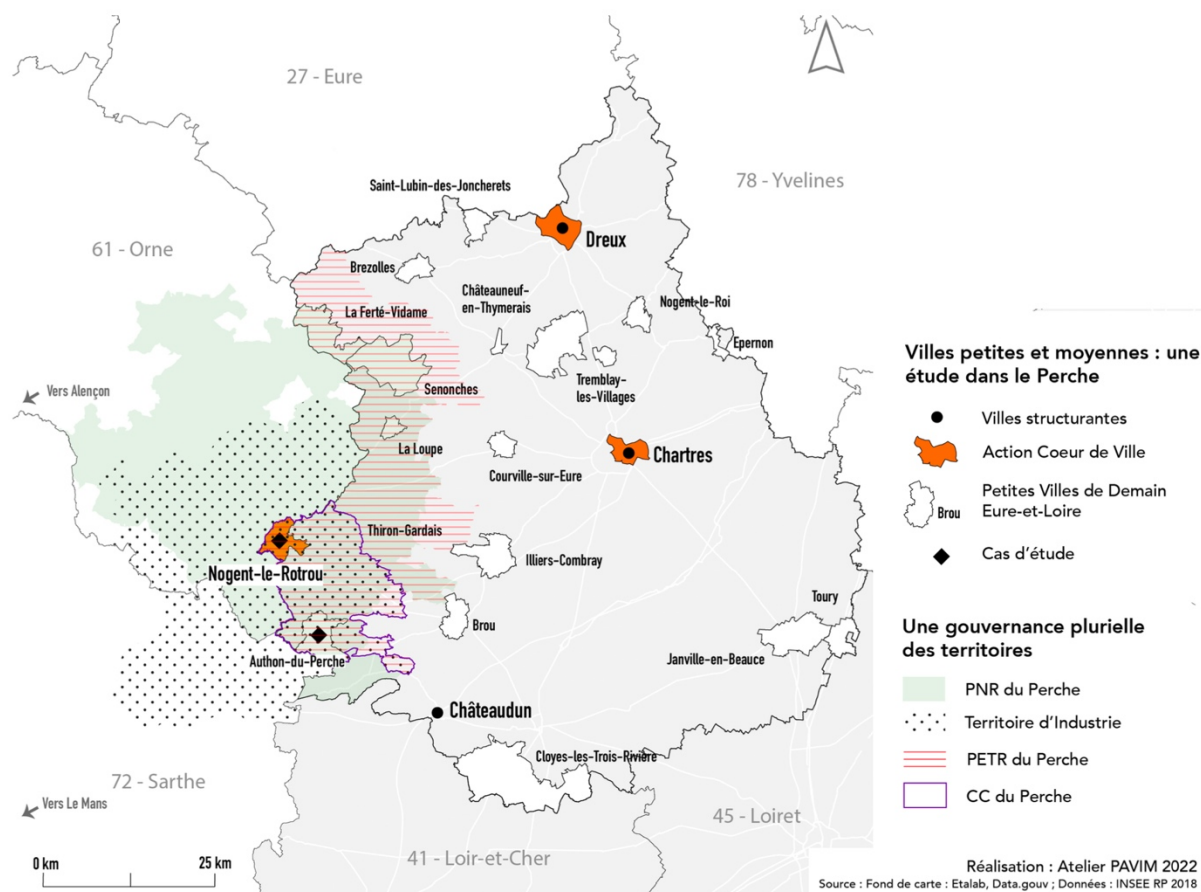 27 - Eure
78 - Yvelines
Saint-Lubin-des-Joncherets
61 - Orne
Dreux
Brezolles
Châteauneuf-
en-Thymerais
Nogent-le-Roi
La Ferté-Vidame
Epernon
Vers Alençon
Senonches
Tremblay-
les-Villages
La Loupe
Chartres
Courville-sur-Eure
Thiron-Gardais
Illiers-Combray
Nogent-le-Rotrou
Toury
Brou
Authon-du-Perche
Janville-en-Beauce
Châteaudun
Cloyes-les-Trois-Rivière
72 - Sarthe
Vers Le Mans
45 - Loiret
41 - Loir-et-Cher
0 km
25 km
Villes petites et moyennes : une
étude dans le Perche
Villes structurantes
Action Coeur de Ville
Brou
Petites Villes de Demain
Eure-et-Loire
Cas d'étude
Une gouvernance plurielle
des territoires
PNR du Perche
Territoire d'Industrie
PETR du Perche
CC du Perche
Réalisation : Atelier PAVIM 2022
Source : Fond de carte : Etalab, Data.gouv ; Données : INSEE RP 2018